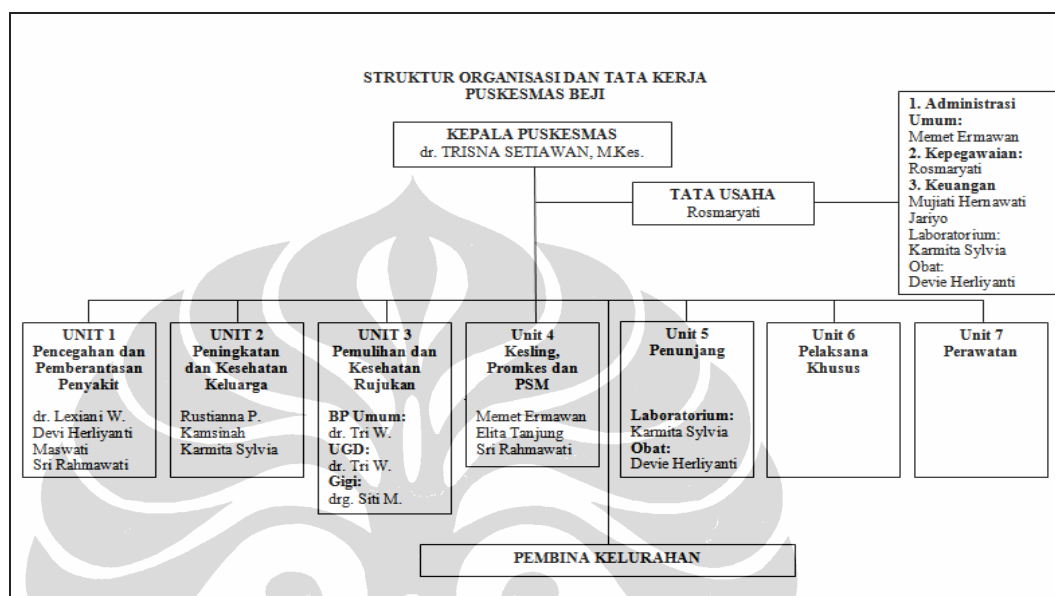 STRUKTUR ORGANISASI DAN TATA KERJA
PUSKESMAS BEJI
KEPALA PUSKESMAS
dr. TRISNA SETIAWAN, M.Kes.
TATA USAHA
Rosmaryati
1. Administrasi
Umum:
Memet Ermawan
2. Kepegawaian:
Rosmaryati
3. Keuangan
Mujiati Hernawati
Jariyo
Laboratorium:
Karmita Sylvia
Obat:
Devie Herliyanti
UNIT 1
Pencegahan dan
Pemberantasan
Penyakit
dr. Lexiani W.
Devi Herliyanti
Maswati
Sri Rahmawati
UNIT 2
Peningkatan
dan Kesehatan
Keluarga
Rustianna P.
Kamsinah
Karmita Sylvia
UNIT 3
Pemulihan dan
Kesehatan
Rujukan
BP Umum:
dr. Tri W.
UGD:
dr. Tri W.
Gigi:
drg. Siti M.
Unit 4
Kesling,
Promkes dan
PSM
Memet Ermawan
Elita Tanjung
Sri Rahmawati
Unit 5
Penunjang
Laboratorium:
Karmita Sylvia
Obat:
Devie Herliyanti
Unit 6
Pelaksana
Khusus
Unit 7
Perawatan
PEMBINA KELURAHAN